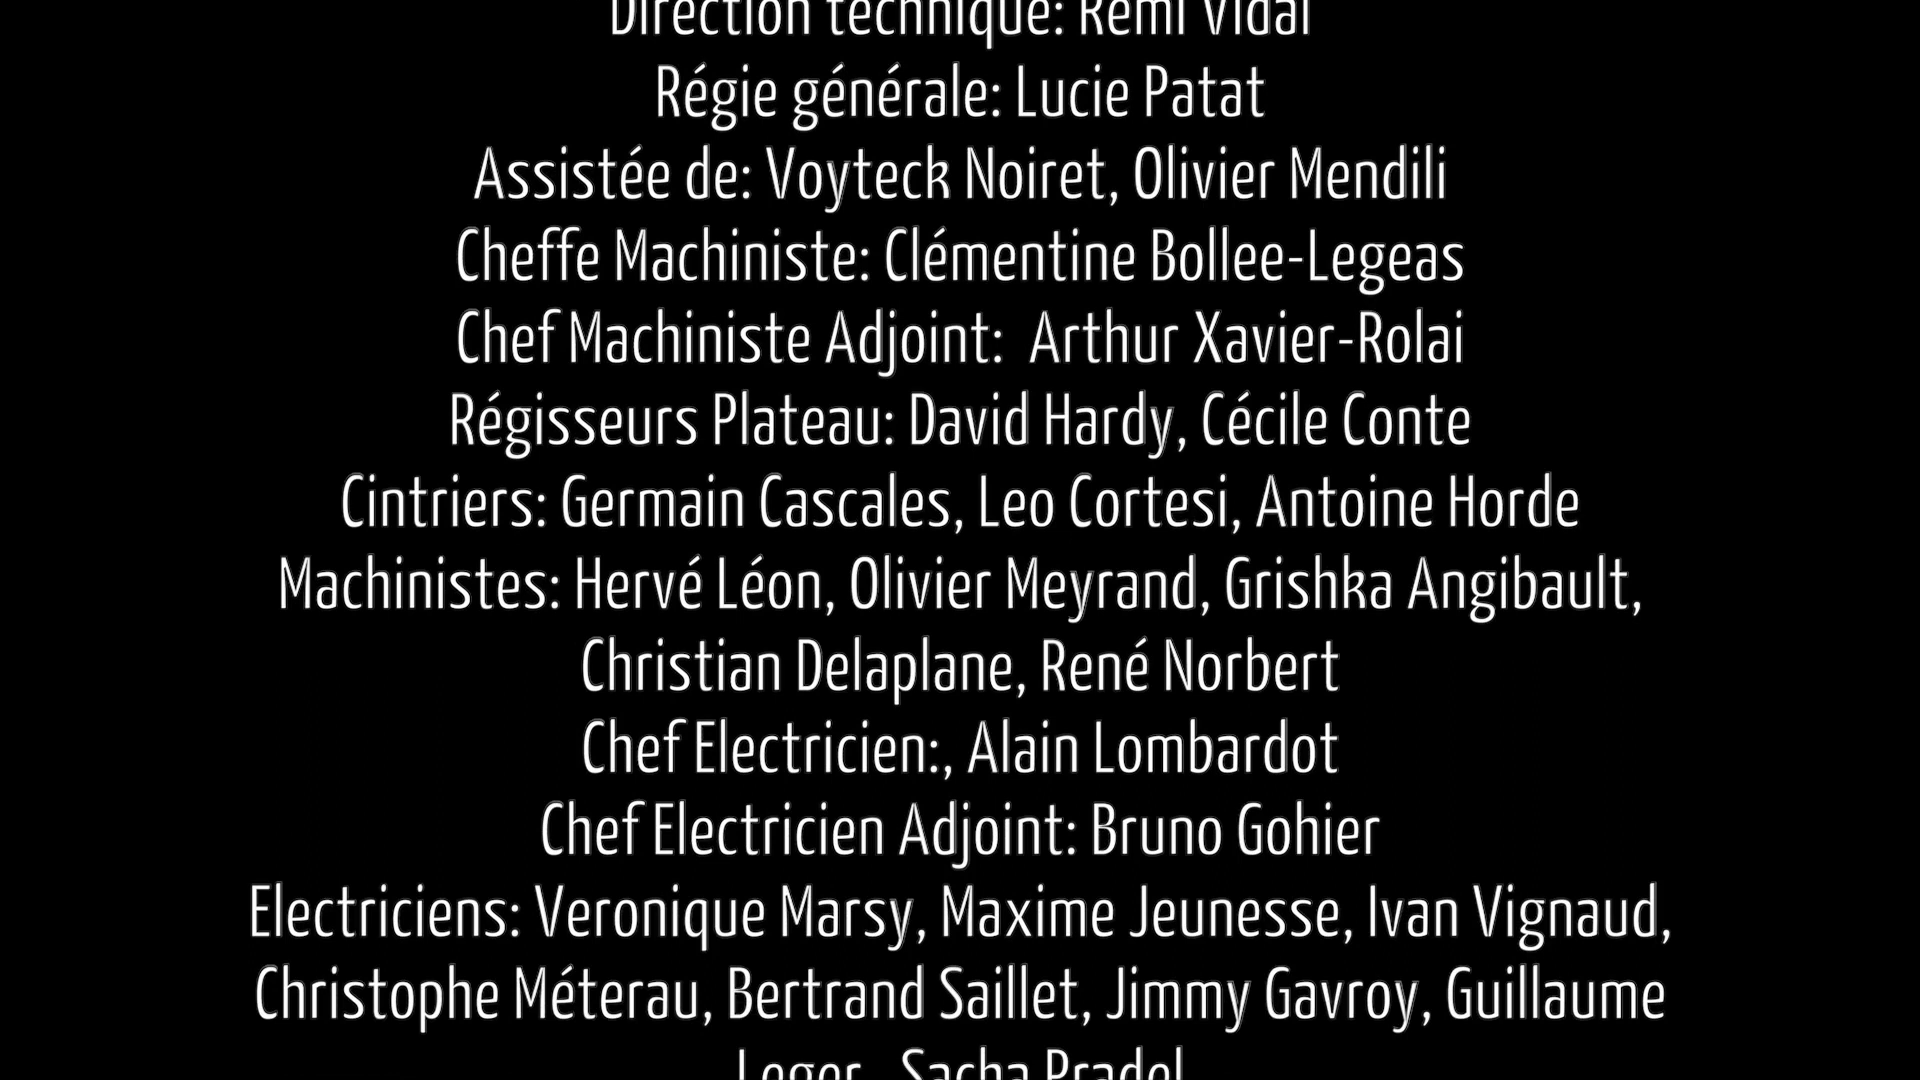 Direction technique: Rémi Vidal
Régie générale: Lucie Patat
Assistée de: Voyteck Noiret, Olivier Mendili
Cheffe Machiniste: Clémentine Bollee-Legeas
Chef Machiniste Adjoint:  Arthur Xavier-Rolai
Régisseurs Plateau: David Hardy, Cécile Conte
Cintriers: Germain Cascales, Leo Cortesi, Antoine Horde
Machinistes: Hervé Léon, Olivier Meyrand, Grishka Angibault,
Christian Delaplane, René Norbert
Chef Electricien:, Alain Lombardot
Chef Electricien Adjoint: Bruno Gohier
Electriciens: Veronique Marsy, Maxime Jeunesse, Ivan Vignaud,
Christophe Méterau, Bertrand Saillet, Jimmy Gavroy, Guillaume
Leger, Sacha Pradel